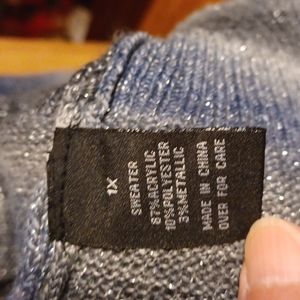 1X
SWEATER
87%ACRYLIC
10%POLYESTER
3%METALLIC
MADE IN CHINA
OVER FOR CARE